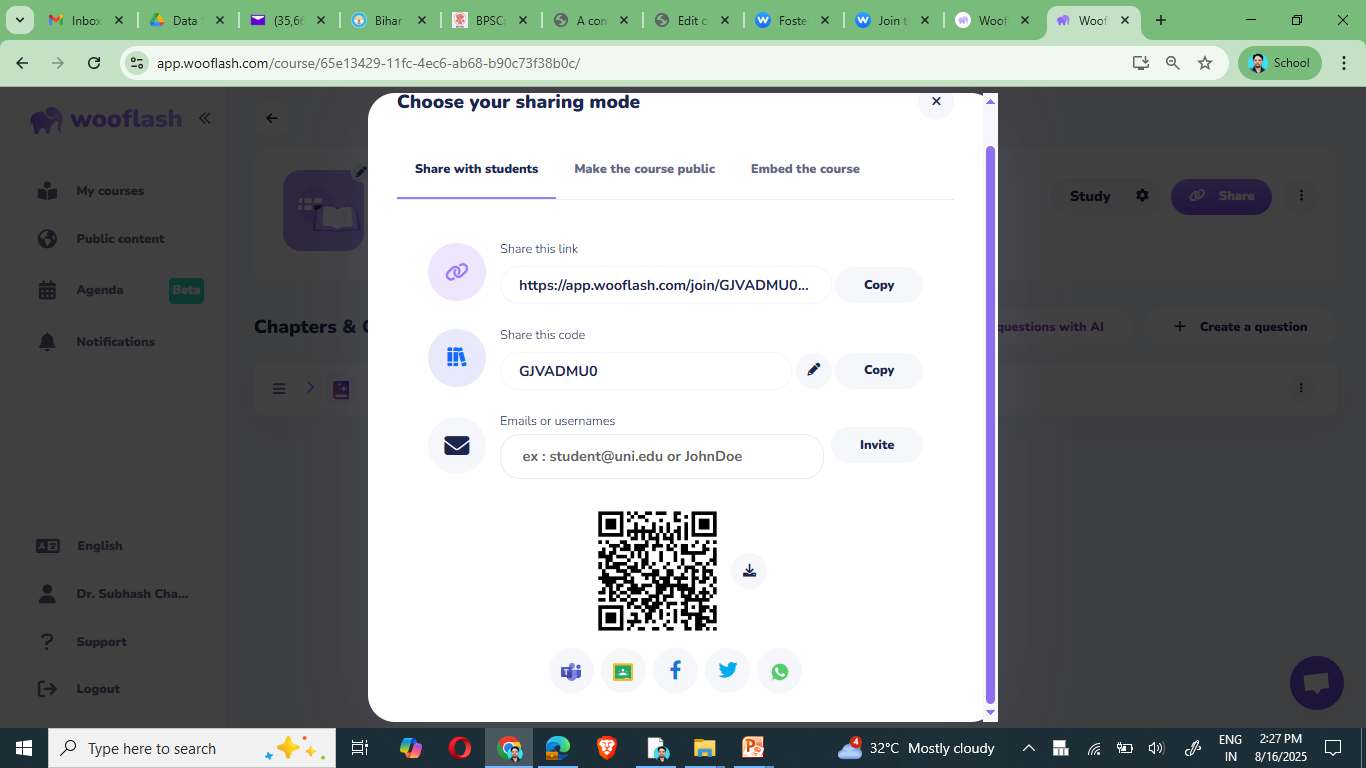 Inbox
Data
(35,6
Bihar
BPSC:
A con
Edit c
Foste
Join t
Woof
Woof
app.wooflash.com/course/65e13429-11fc-4ec6-ab68-b90c73f38b0c/
School
wooflash
My courses
Public content
Agenda
Beta
Notifications
English
Dr. Subhash Cha...
Support
Logout
Study
Share
Chapters &
questions with AI
+ Create a question
Choose your sharing mode
Share with students
Make the course public
Embed the course
Share this link
https://app.wooflash.com/join/GJVADMU0...
Copy
Share this code
GJVADMU0
Copy
Emails or usernames
ex : student@uni.edu or JohnDoe
Invite
Type here to search
4
32°C Mostly cloudy
ENG
IN
2:27 PM
8/16/2025